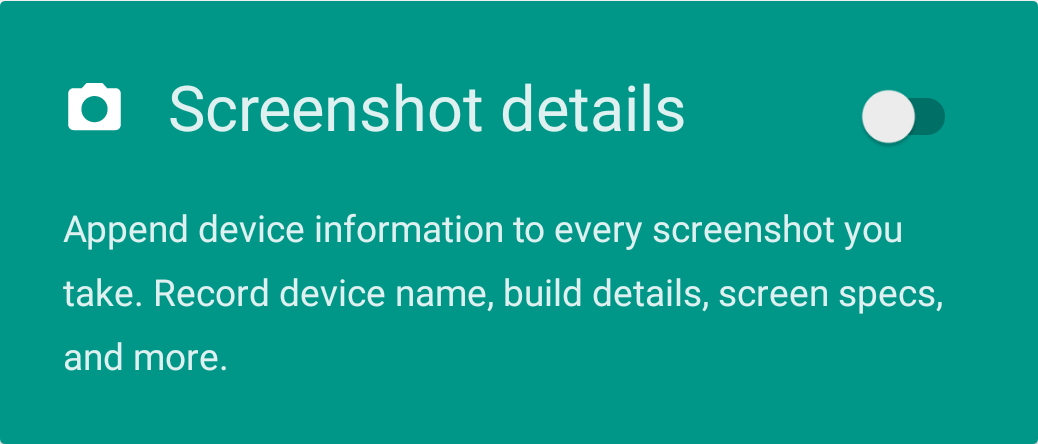 Screenshot details
Append device information to every screenshot you
take. Record device name, build details, screen specs,
and more.